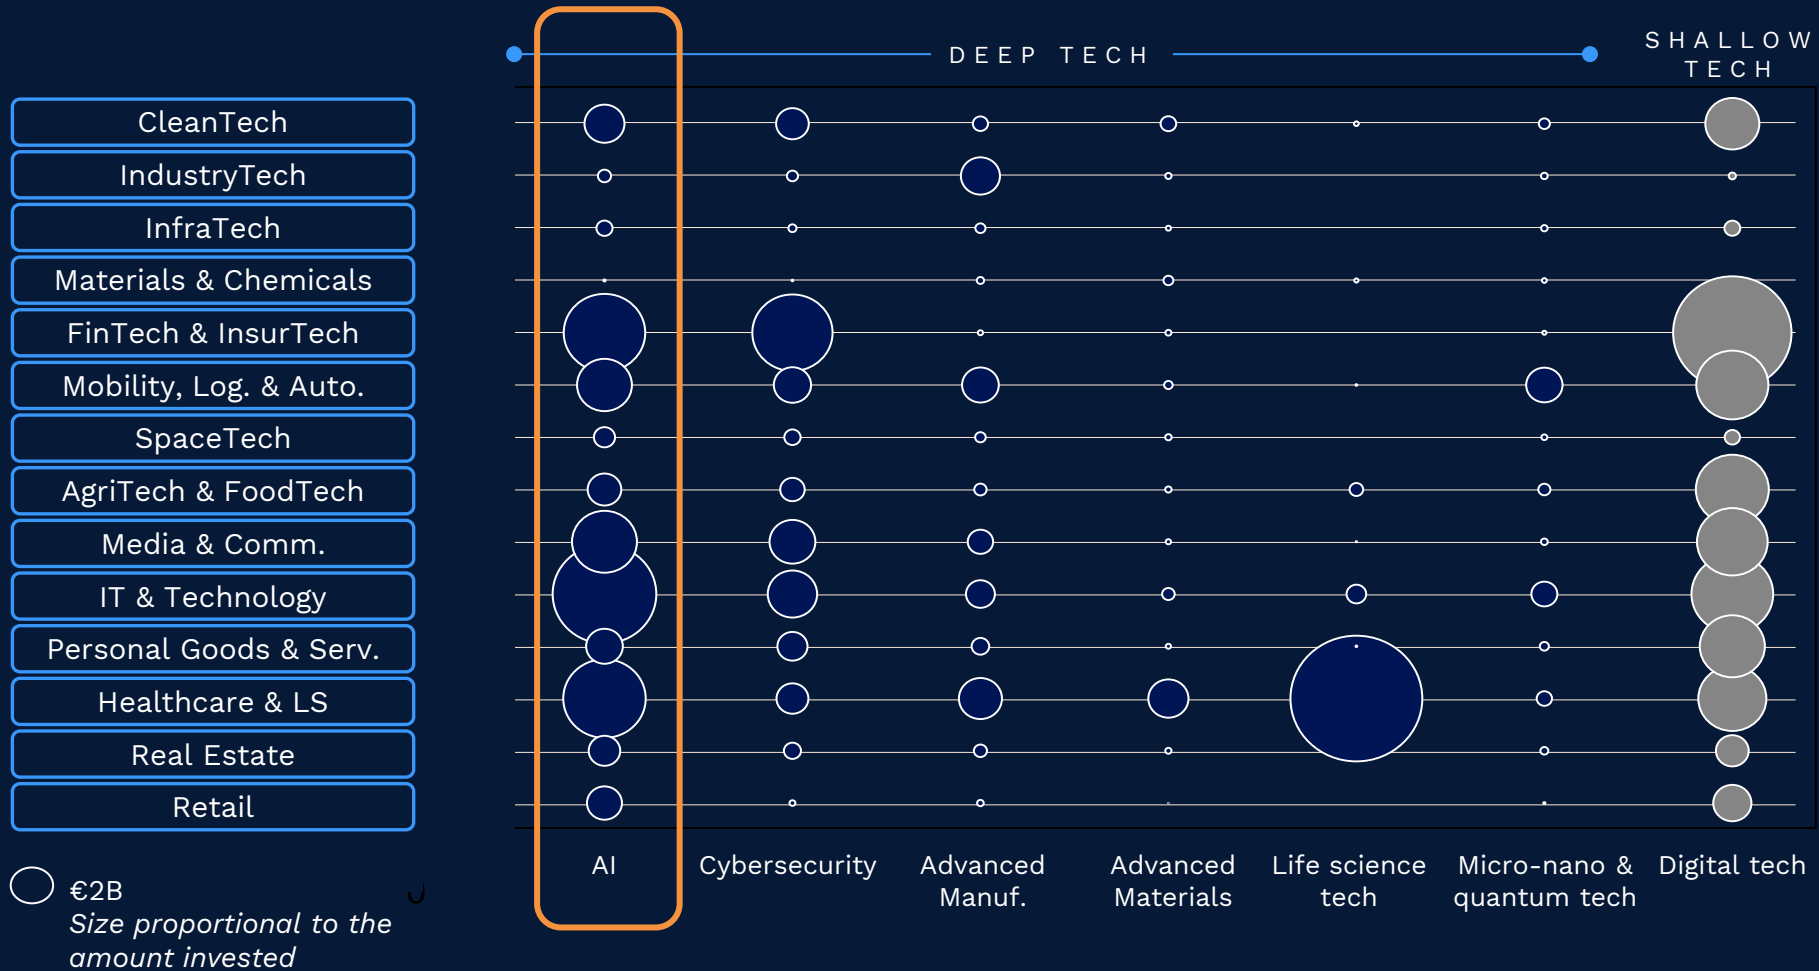 DEEP TECH
SHALLOW
TECH
CleanTech
IndustryTech
InfraTech
Materials & Chemicals
FinTech & InsurTech
Mobility, Log. & Auto.
SpaceTech
AgriTech & FoodTech
Media & Comm.
IT & Technology
Personal Goods & Serv.
Healthcare & LS
Real Estate
Retail
AI
Cybersecurity
Advanced
Manuf.
Advanced
Materials
Life science
tech
Micro-nano &
quantum tech
Digital tech
€2B
Size proportional to the
amount invested